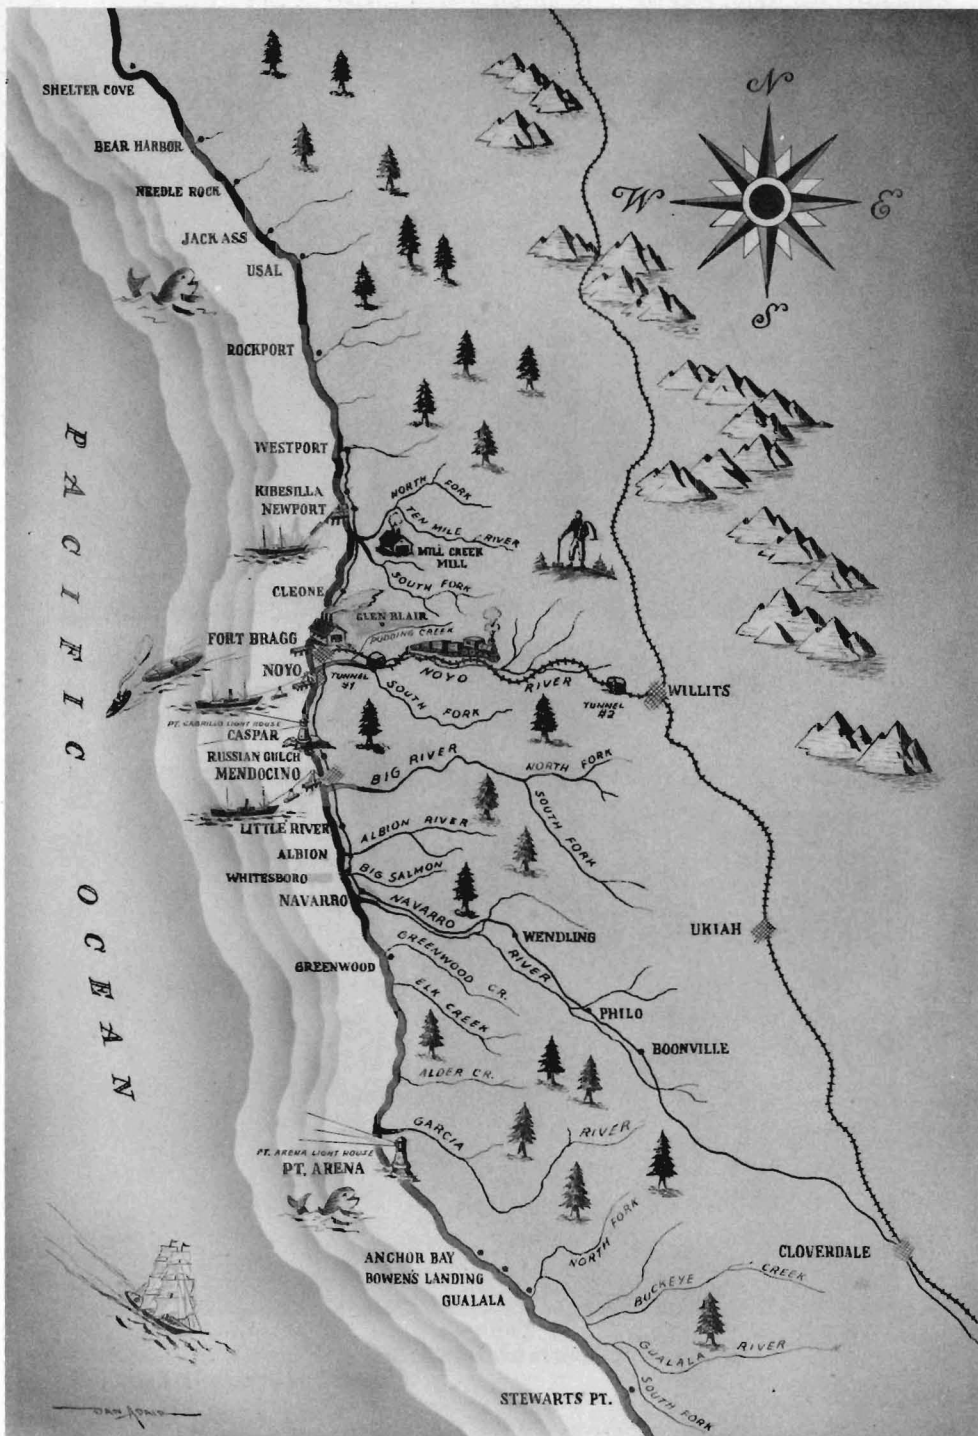 N
W
E
S
SHELTER COVE
BEAR HARBOR
NEEDLE ROCK
JACK ASS
USAL
ROCKPORT
WESTPORT
KIBESILLA
NEWPORT
NORTH FORK
TEN MILE RIVER
MILL CREEK
MILL
SOUTH FORK
CLEONE
GLEN BLAIR
PUDDING CREEK
FORT BRAGG
NOYO
TUNNEL
#1
NOYO RIVER
TUNNEL
#2
WILLITS
SOUTH FORK
PT. CABRILLO LIGHT HOUSE
CASPAR
RUSSIAN GULCH
MENDOCINO
BIG RIVER
NORTH FORK
SOUTH FORK
LITTLE RIVER
ALBION RIVER
ALBION
BIG SALMON
WHITESBORO
NAVARRO
NAVARRO RIVER
WENDLING
UKIAH
GREENWOOD
GREENWOOD CR.
ELK CREEK
PHILO
BOONVILLE
ALDER CR.
GARCIA RIVER
PT. ARENA LIGHT HOUSE
PT. ARENA
ANCHOR BAY
BOWEN'S LANDING
GUALALA
NORTH FORK
BUCKEYE CREEK
CLOVERDALE
GUALALA RIVER
SOUTH FORK
STEWARTS PT.
PACIFIC OCEAN
DAN ADAIR